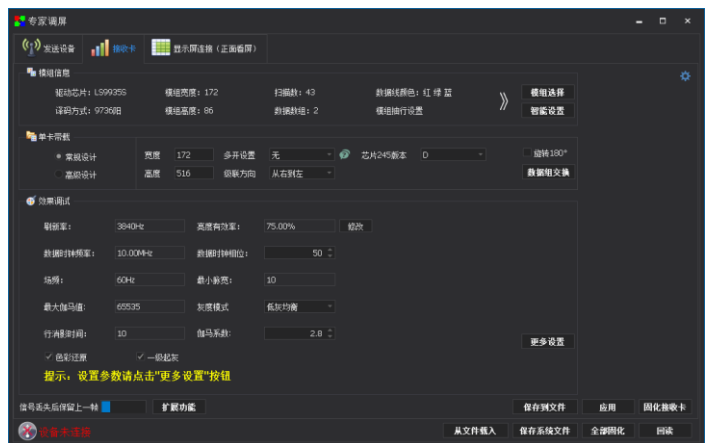 专家调屏
发送设备 接收卡 显示屏连接（正面看屏）
模组信息
驱动芯片：LS9935S 模组宽度：172 扫描数：43 数据线颜色：红 绿 蓝 模组选择
译码方式：9736B 模组高度：86 数据数组：2 模组抽行设置 智能设置
单卡带载
常规设计 宽度 172 多开设置 无 芯片245版本 D 旋转180°
高级设计 高度 516 级联方向 从右到左 数据组交换
效果调试
刷新率： 3840Hz 亮度有效率： 75.00% 修改
数据时钟频率： 10.00MHz 数据时钟相位： 50
场频： 60Hz 最小脉宽： 10
最大伽马值： 65535 灰度模式 低灰均衡
行消影时间： 10 伽马系数： 2.8 更多设置
色彩还原 一级起灰
提示：设置参数请点击"更多设置"按钮
信号丢失后保留上一帧 扩展功能 保存到文件 应用 固化接收卡
设备未连接 从文件载入 保存系统文件 全部固化 回读